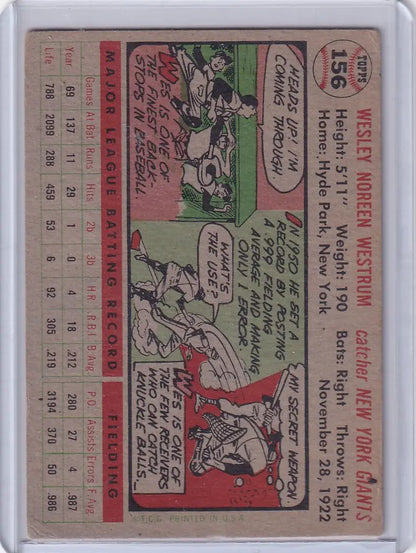 TOPPS
156
WESLEY NOREEN WESTRUM
catcher NEW YORK GIANTS
Height: 5'11" Weight: 190 Bats: Right Throws: Right
Home: Hyde Park, New York November 28, 1922
HEADS UP! I'M
COMING THROUGH.
WES IS ONE OF
THE FINEST BACK-
STOPS IN BASEBALL
IN 1950 HE SET A
RECORD BY POSTING
A 999 FIELDING
AVERAGE AND MAKING
ONLY 1 ERROR.
WHAT'S
THE USE?
MY SECRET WEAPON.
WES IS ONE OF
THE FEW RECEIVERS
WHO CAN CATCH
KNUCKLE BALLS.
MAJOR LEAGUE BATTING RECORD FIELDING
Games At Bat Runs Hits 2b 3b H.R. R.B.I. B.Avg. P.O. Assists Errors F.Avg.
Year 69 137 11 29 1 0 4 18 .212 280 27 4 .987
Life 788 2099 288 459 53 6 92 305 .219 3194 370 50 .986
© T.C.G. PRINTED IN U.S.A.